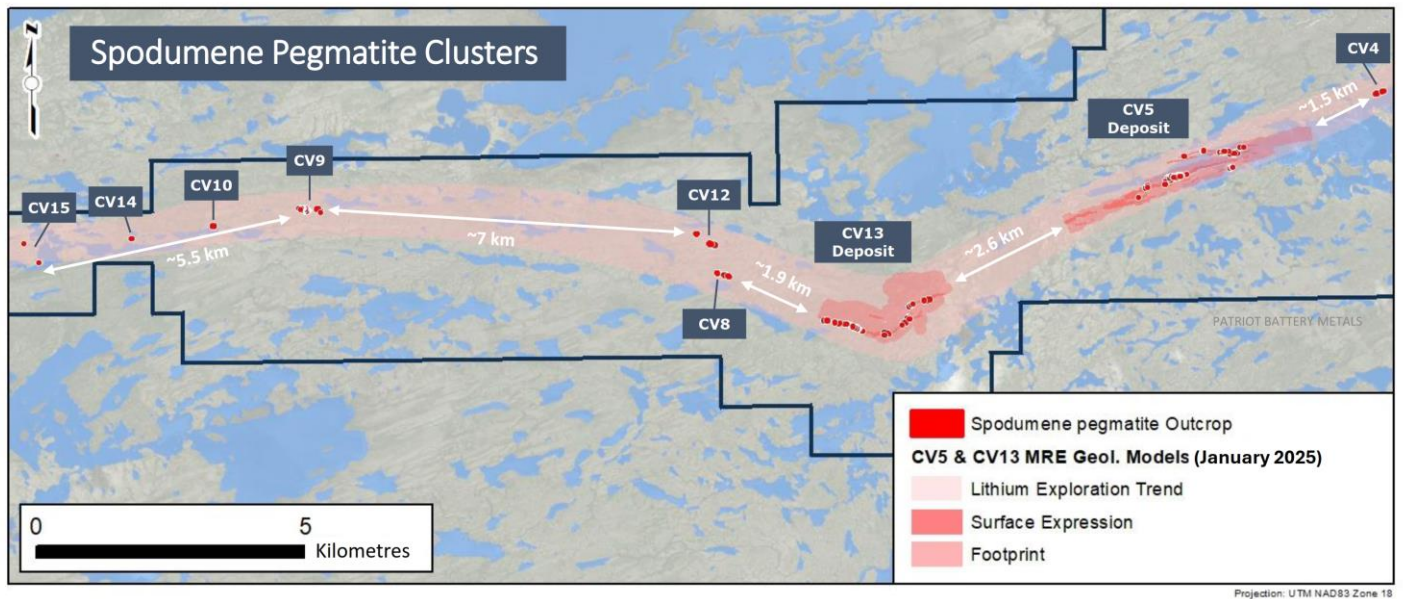 N
Spodumene Pegmatite Clusters
CV4
~1.5 km
CV5
Deposit
CV9
CV10
CV14
CV15
CV12
~7 km
~5.5 km
CV13
Deposit
~2.6 km
~1.9 km
CV8
PATRIOT BATTERY METALS
Spodumene pegmatite Outcrop
CV5 & CV13 MRE Geol. Models (January 2025)
Lithium Exploration Trend
Surface Expression
Footprint
0 5
Kilometres
Projection: UTM NAD83 Zone 18